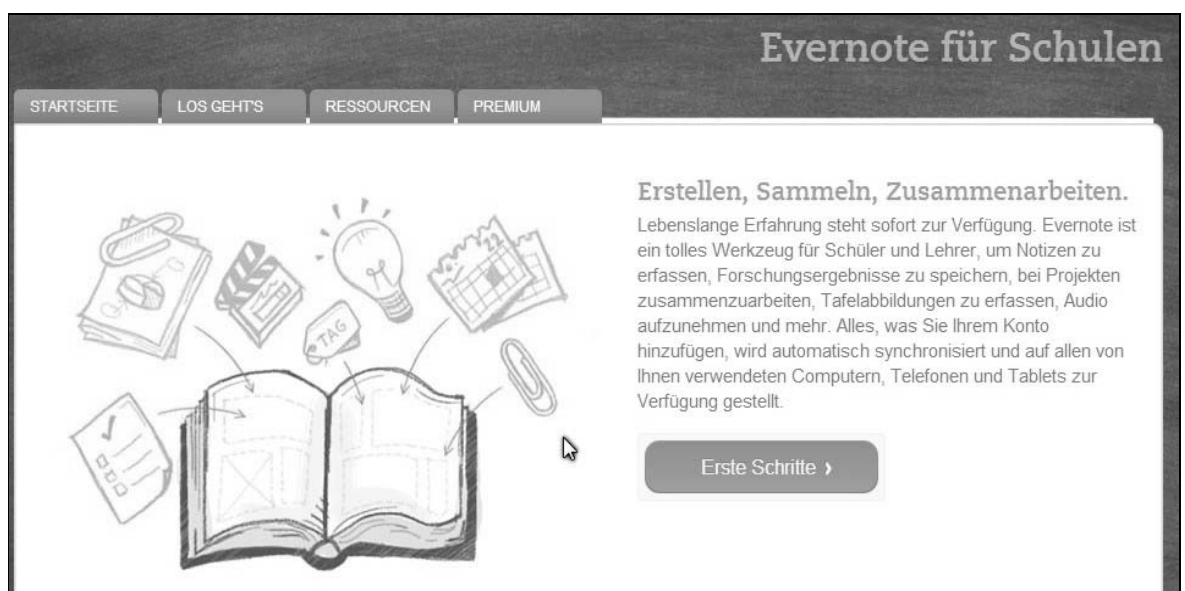 Evernote für Schulen
STARTSEITE LOS GEHT'S RESSOURCEN PREMIUM
Erstellen, Sammeln, Zusammenarbeiten.
Lebenslange Erfahrung steht sofort zur Verfügung. Evernote ist
ein tolles Werkzeug für Schüler und Lehrer, um Notizen zu
erfassen, Forschungsergebnisse zu speichern, bei Projekten
zusammenzuarbeiten, Tafelabbildungen zu erfassen, Audio
aufzunehmen und mehr. Alles, was Sie Ihrem Konto
hinzufügen, wird automatisch synchronisiert und auf allen von
Ihnen verwendeten Computern, Telefonen und Tablets zur
Verfügung gestellt.
Erste Schritte ›
22
TAG